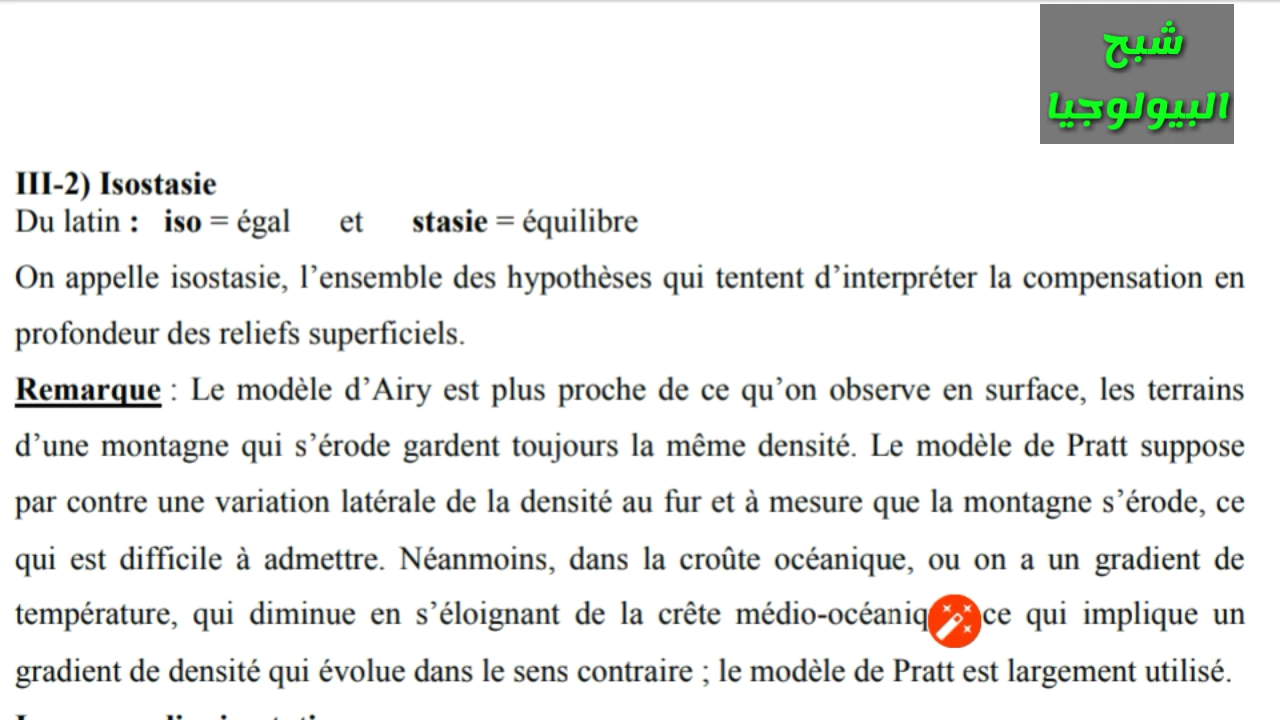 شبح
البيولوجيا
III-2) Isostasie
Du latin : iso = égal et stasie = équilibre
On appelle isostasie, l’ensemble des hypothèses qui tentent d’interpréter la compensation en
profondeur des reliefs superficiels.
Remarque : Le modèle d’Airy est plus proche de ce qu’on observe en surface, les terrains
d’une montagne qui s’érode gardent toujours la même densité. Le modèle de Pratt suppose
par contre une variation latérale de la densité au fur et à mesure que la montagne s’érode, ce
qui est difficile à admettre. Néanmoins, dans la croûte océanique, ou on a un gradient de
température, qui diminue en s’éloignant de la crête ce qui implique un
gradient de densité qui évolue dans le sens contraire ; le modèle de Pratt est largement utilisé.